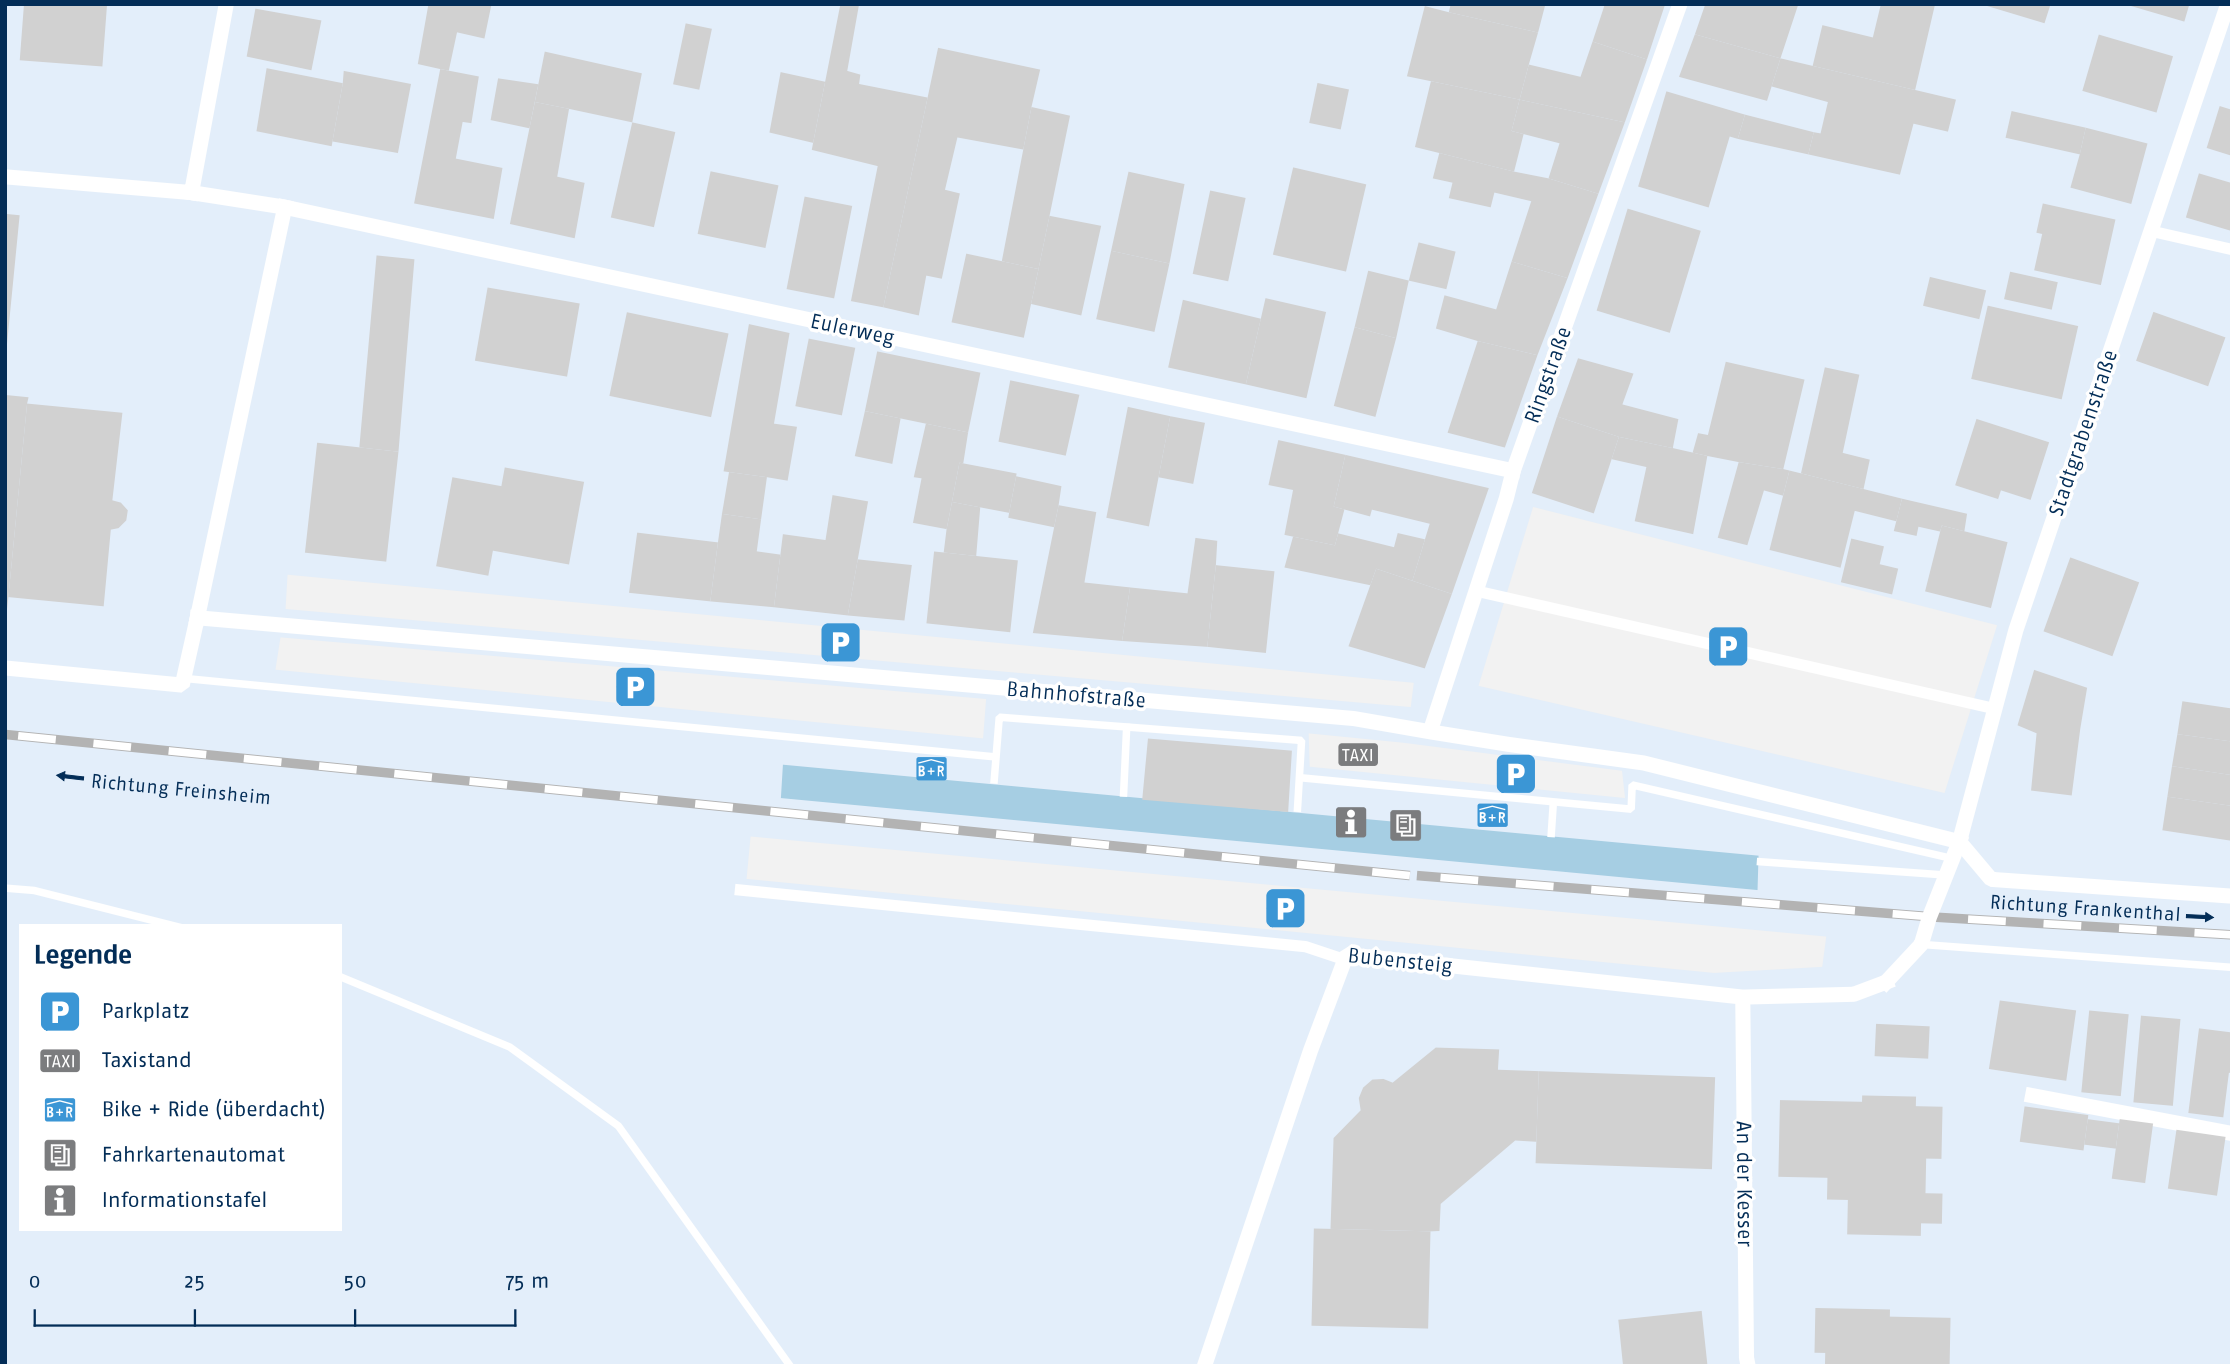 Eulerweg
Ringstraße
Stadtgrabenstraße
P
P
P
Bahnhofstraße
TAXI
P
B+R
B+R
i
Richtung Freinsheim
P
Richtung Frankenthal
Bubensteig
An der Kesser
Legende
P Parkplatz
TAXI Taxistand
B+R Bike + Ride (überdacht)
Fahrkartenautomat
i Informationstafel
0 25 50 75 m